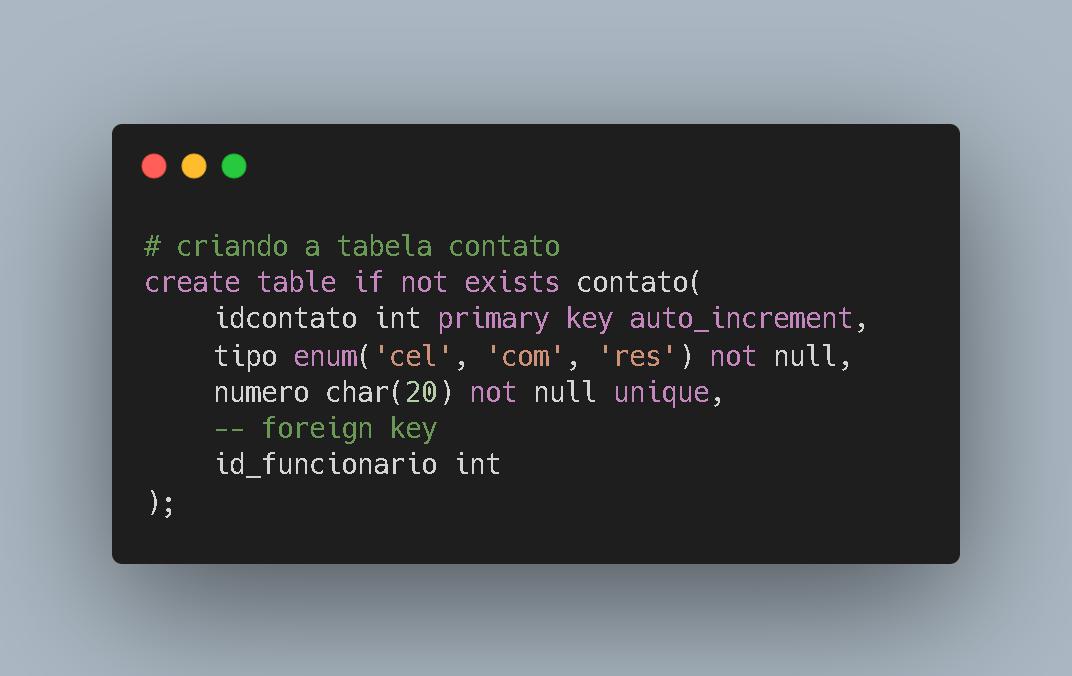 # criando a tabela contato
create table if not exists contato(
idcontato int primary key auto_increment,
tipo enum('cel', 'com', 'res') not null,
numero char(20) not null unique,
-- foreign key
id_funcionario int
);